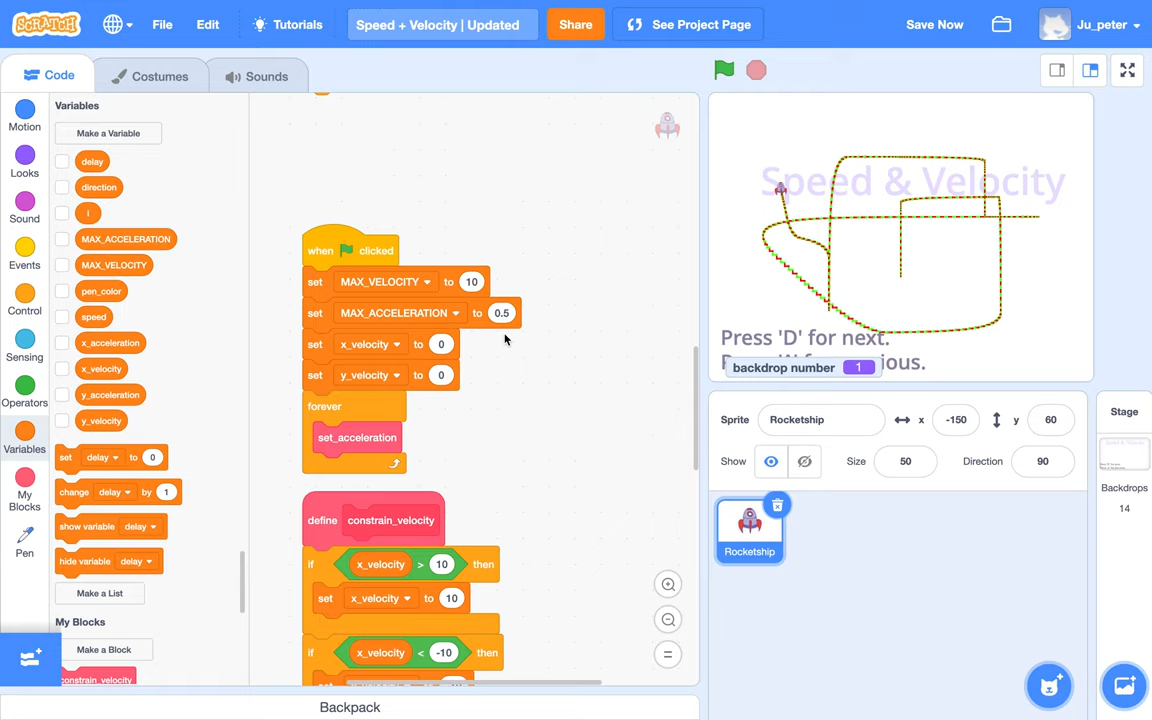 SCRATCH
File
Edit
Tutorials
Speed + Velocity | Updated
Share
See Project Page
Save Now
Ju_peter
Code
Costumes
Sounds
Motion
Looks
Sound
Events
Control
Sensing
Operators
Variables
My Blocks
Pen
Variables
Make a Variable
delay
direction
i
MAX_ACCELERATION
MAX_VELOCITY
pen_color
speed
x_acceleration
x_velocity
y_acceleration
y_velocity
set delay to 0
change delay by 1
show variable delay
hide variable delay
Make a List
My Blocks
Make a Block
constrain_velocity
when clicked
set MAX_VELOCITY to 10
set MAX_ACCELERATION to 0.5
set x_velocity to 0
set y_velocity to 0
forever
set_acceleration
define constrain_velocity
if x_velocity > 10 then
set x_velocity to 10
if x_velocity < -10 then
Backpack
Speed & Velocity
Press 'D' for next.
backdrop number 1
Sprite Rocketship x -150 y 60
Show Size 50 Direction 90
Rocketship
Stage
Backdrops
14